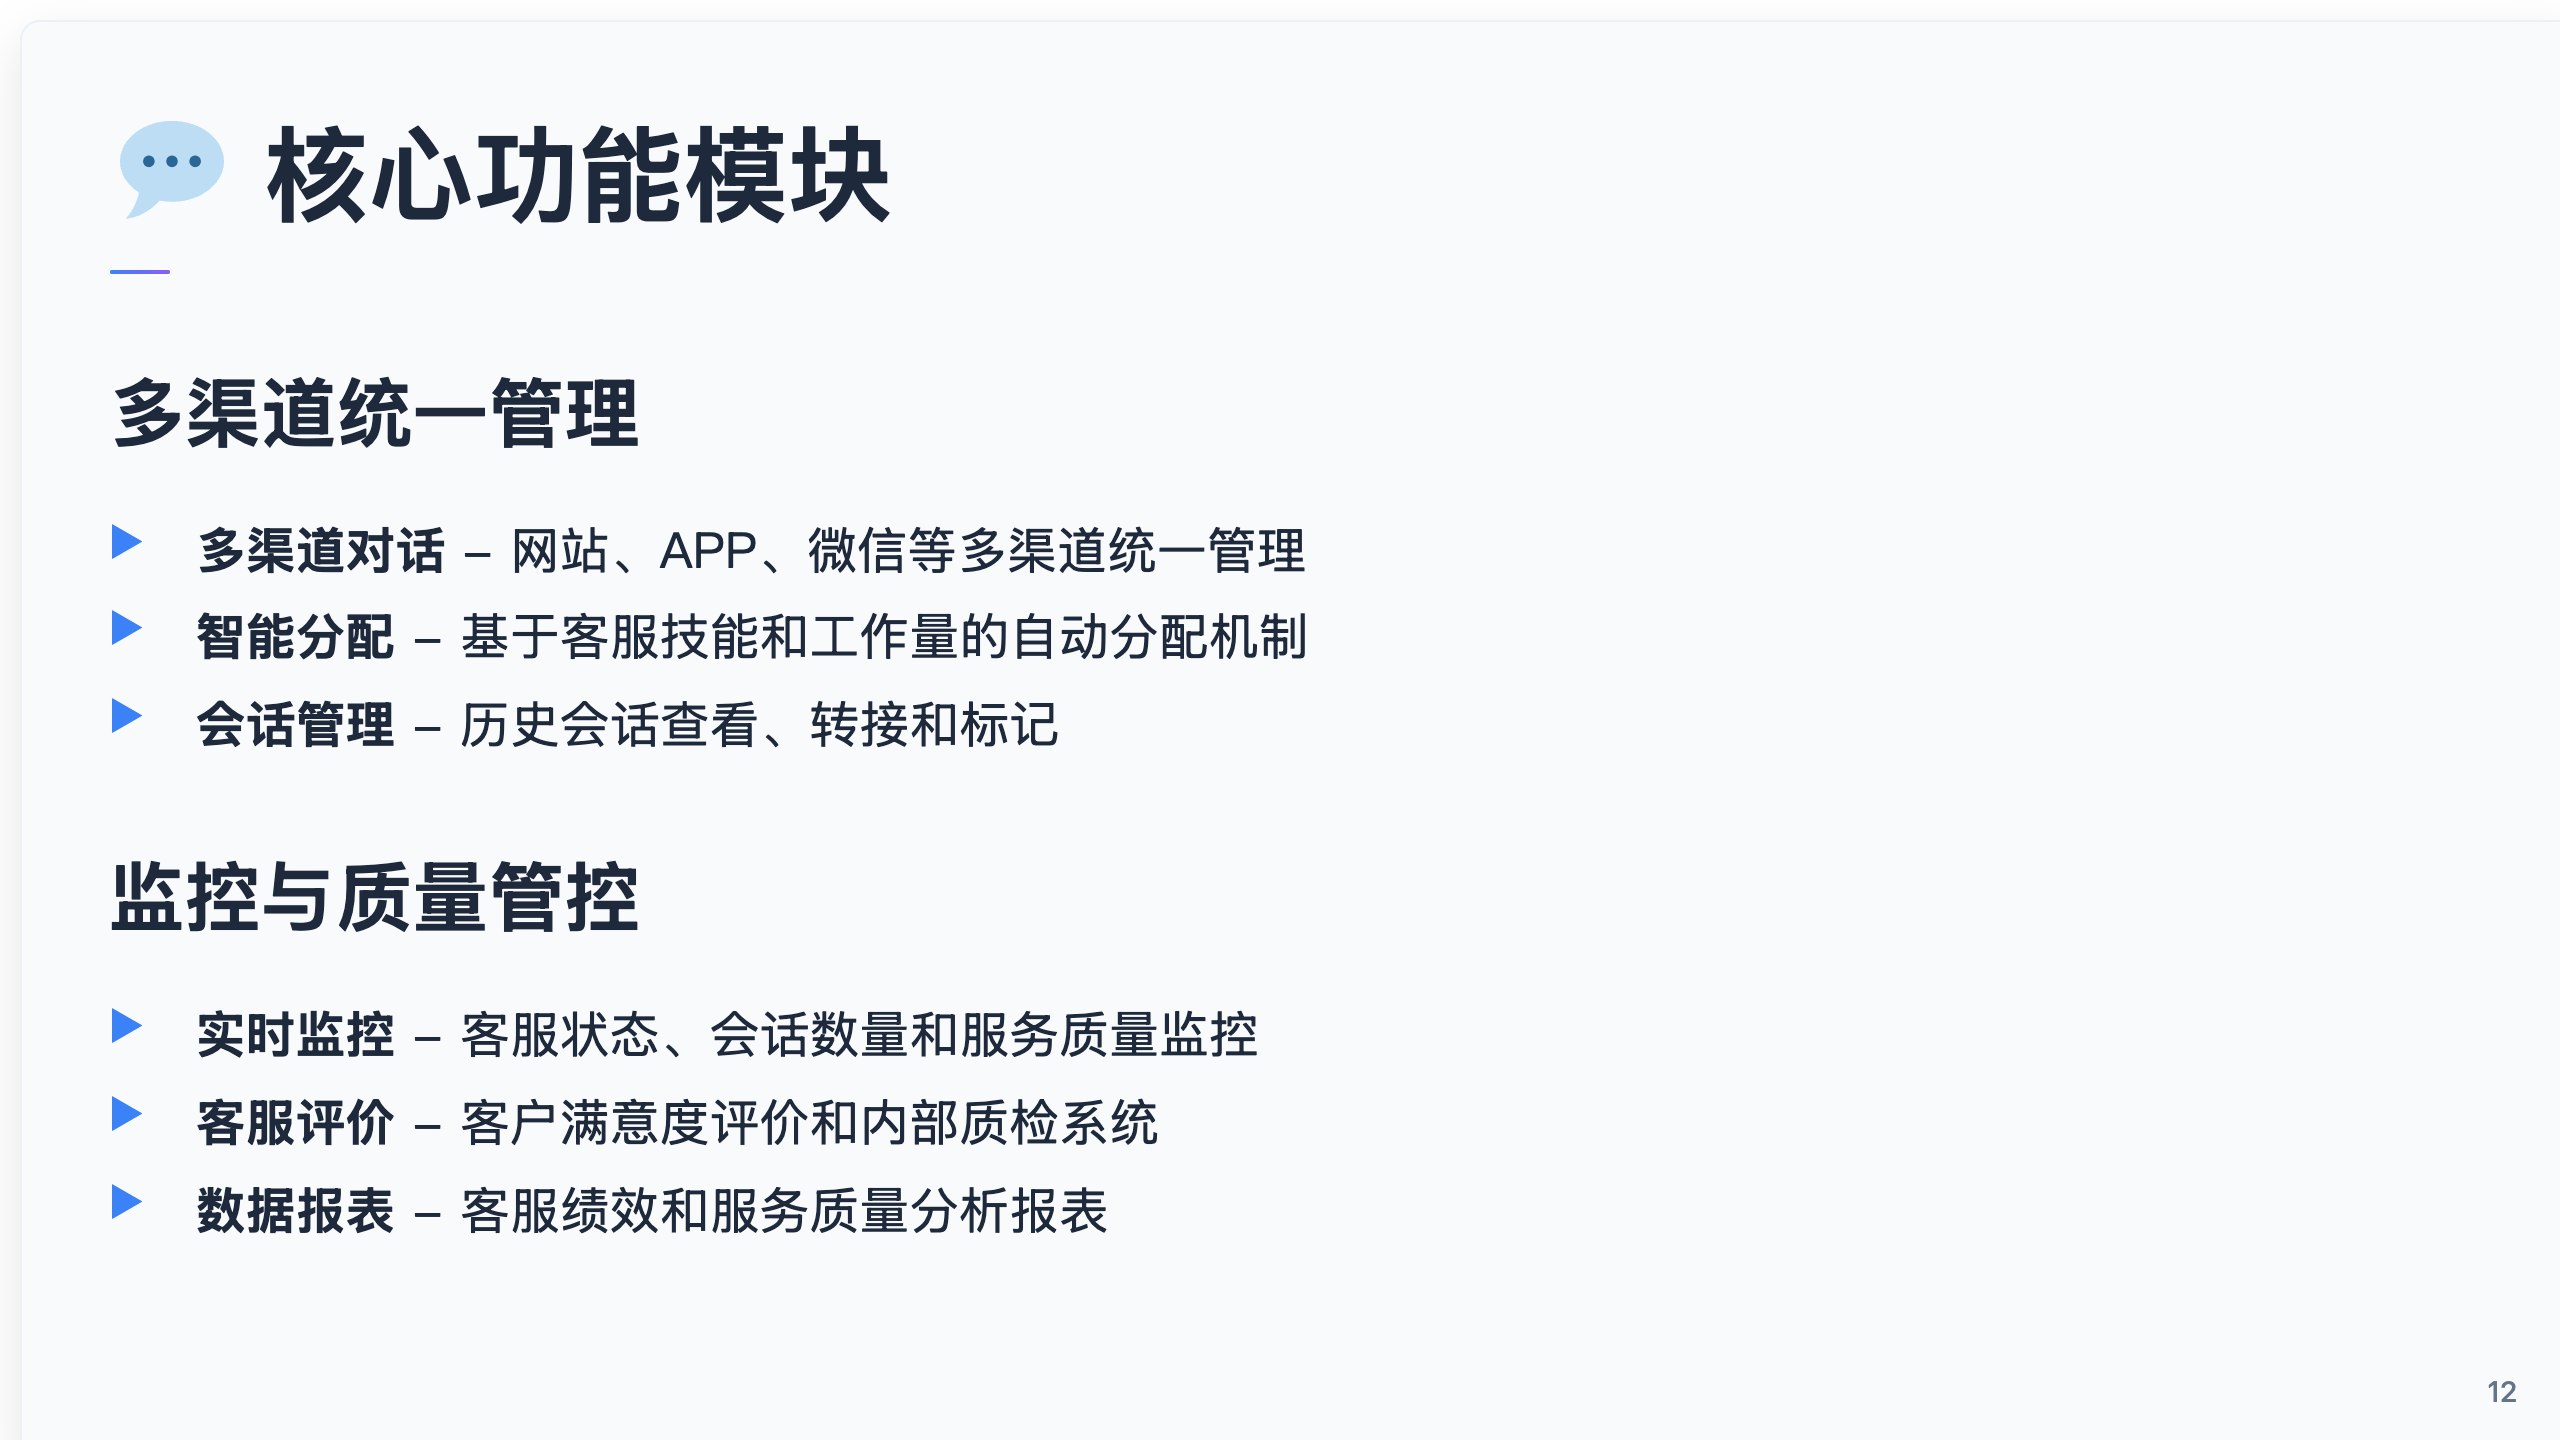 核心功能模块
多渠道统一管理
多渠道对话 – 网站、APP、微信等多渠道统一管理
智能分配 – 基于客服技能和工作量的自动分配机制
会话管理 – 历史会话查看、转接和标记
监控与质量管控
实时监控 – 客服状态、会话数量和服务质量监控
客服评价 – 客户满意度评价和内部质检系统
数据报表 – 客服绩效和服务质量分析报表
12